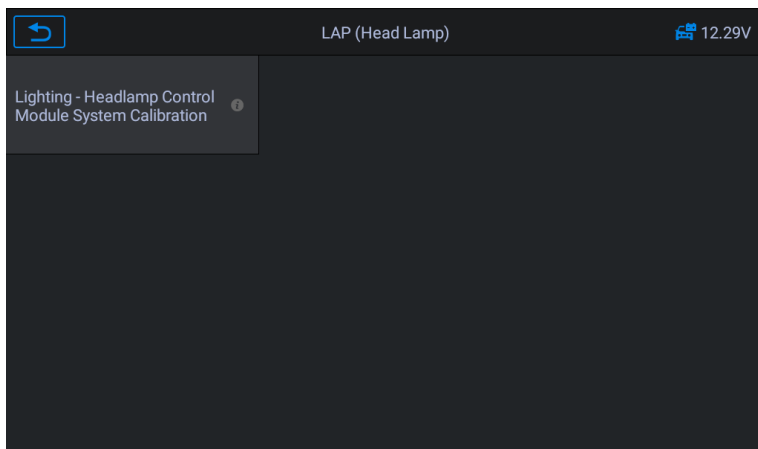 LAP (Head Lamp)
12.29V
Lighting - Headlamp Control
Module System Calibration